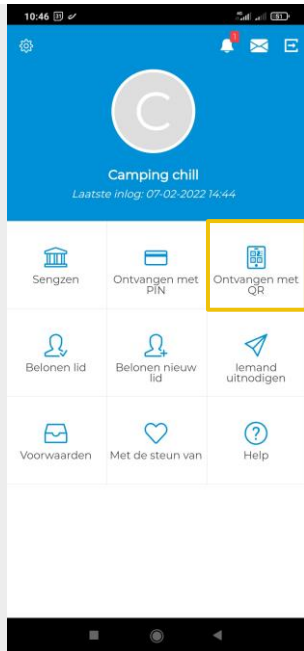 10:46
C
Camping chill
Laatste inlog: 07-02-2022 14:44
Sengzen
Ontvangen met
PIN
Ontvangen met
QR
Belonen lid
Belonen nieuw
lid
Iemand
uitnodigen
Voorwaarden
Met de steun van
Help